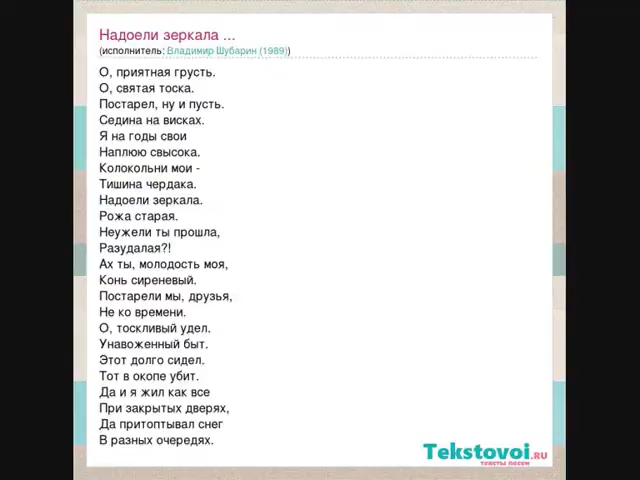 Надоели зеркала ...
(исполнитель: Владимир Шубарин (1989))
О, приятная грусть.
О, святая тоска.
Постарел, ну и пусть.
Седина на висках.
Я на годы свои
Наплюю свысока.
Колокольни мои -
Тишина чердака.
Надоели зеркала.
Рожа старая.
Неужели ты прошла,
Разудалая?!
Ах ты, молодость моя,
Конь сиреневый.
Постарели мы, друзья,
Не ко времени.
О, тоскливый удел.
Унавоженный быт.
Этот долго сидел.
Тот в окопе убит.
Да и я жил как все
При закрытых дверях,
Да притоптывал снег
В разных очередях.
Tekstovoi.RU
тексты песен